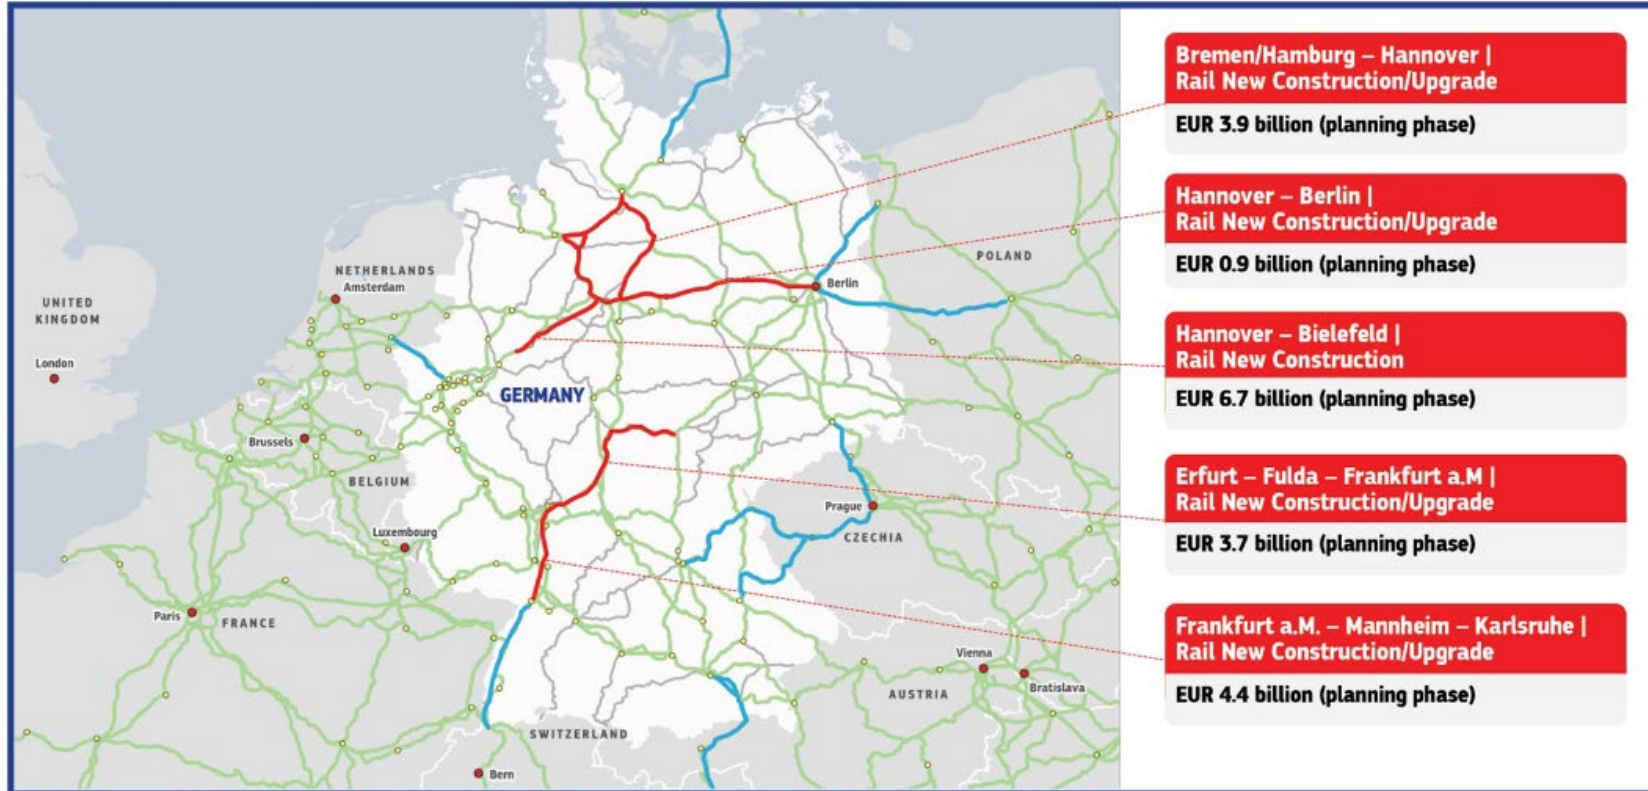 UNITED
KINGDOM
London
NETHERLANDS
Amsterdam
Brussels
BELGIUM
Luxembourg
Paris
FRANCE
GERMANY
Berlin
POLAND
Prague
CZECHIA
Vienna
Bratislava
AUSTRIA
SWITZERLAND
Bern
Bremen/Hamburg – Hannover |
Rail New Construction/Upgrade
EUR 3.9 billion (planning phase)
Hannover – Berlin |
Rail New Construction/Upgrade
EUR 0.9 billion (planning phase)
Hannover – Bielefeld |
Rail New Construction
EUR 6.7 billion (planning phase)
Erfurt – Fulda – Frankfurt a.M |
Rail New Construction/Upgrade
EUR 3.7 billion (planning phase)
Frankfurt a.M. – Mannheim – Karlsruhe |
Rail New Construction/Upgrade
EUR 4.4 billion (planning phase)